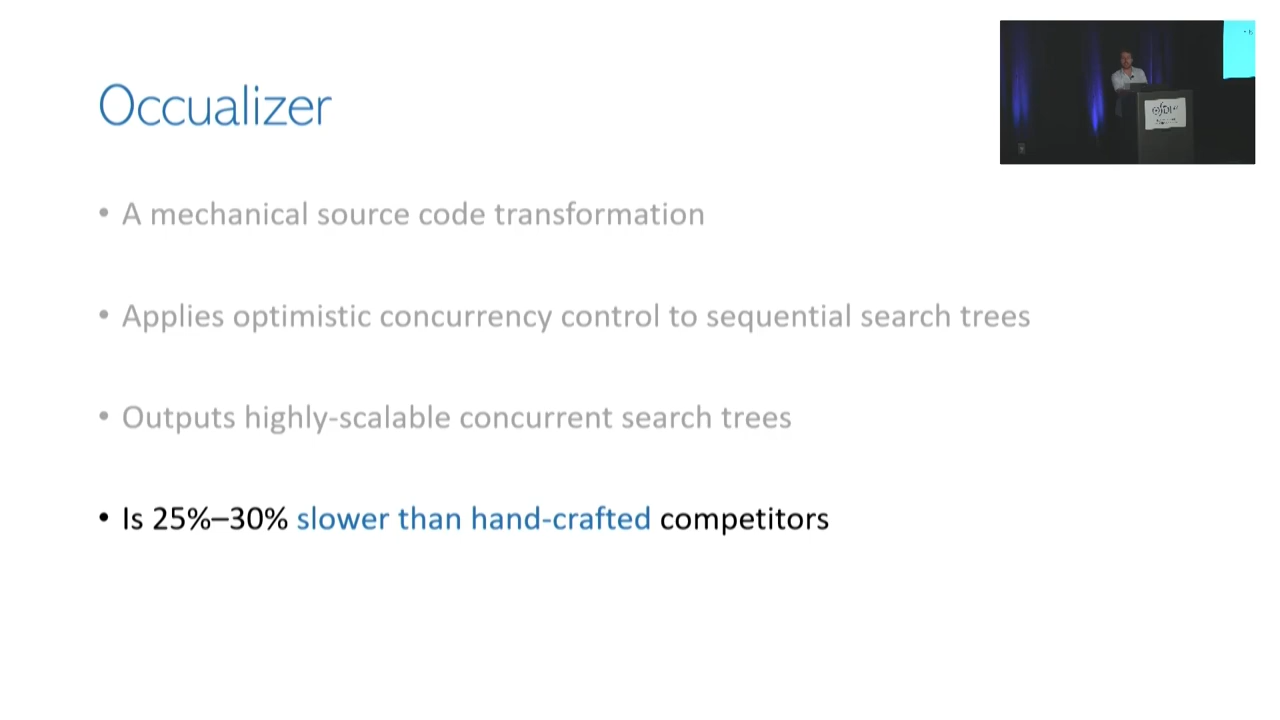 Occualizer
• A mechanical source code transformation
• Applies optimistic concurrency control to sequential search trees
• Outputs highly-scalable concurrent search trees
• Is 25%–30% slower than hand-crafted competitors